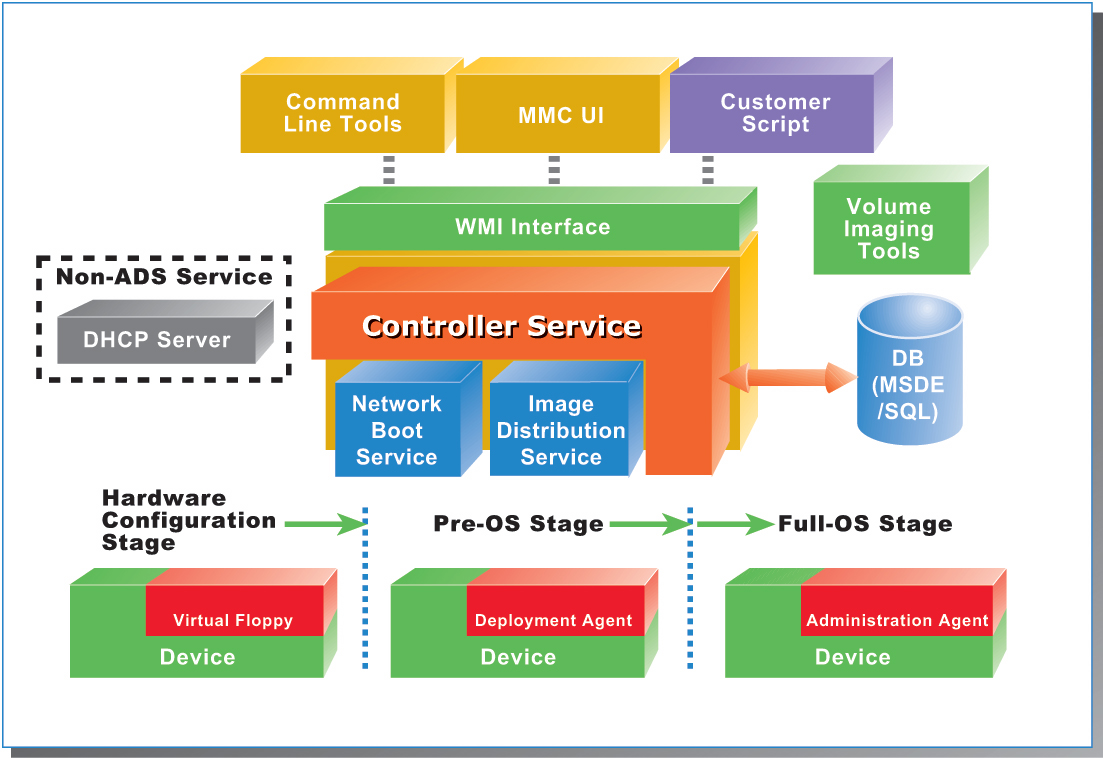 Command
Line Tools
MMC UI
Customer
Script
WMI Interface
Volume
Imaging
Tools
Non-ADS Service
DHCP Server
Controller Service
DB
(MSDE
/SQL)
Network
Boot
Service
Image
Distribution
Service
Hardware
Configuration
Stage
Pre-OS Stage
Full-OS Stage
Virtual Floppy
Device
Deployment Agent
Device
Administration Agent
Device